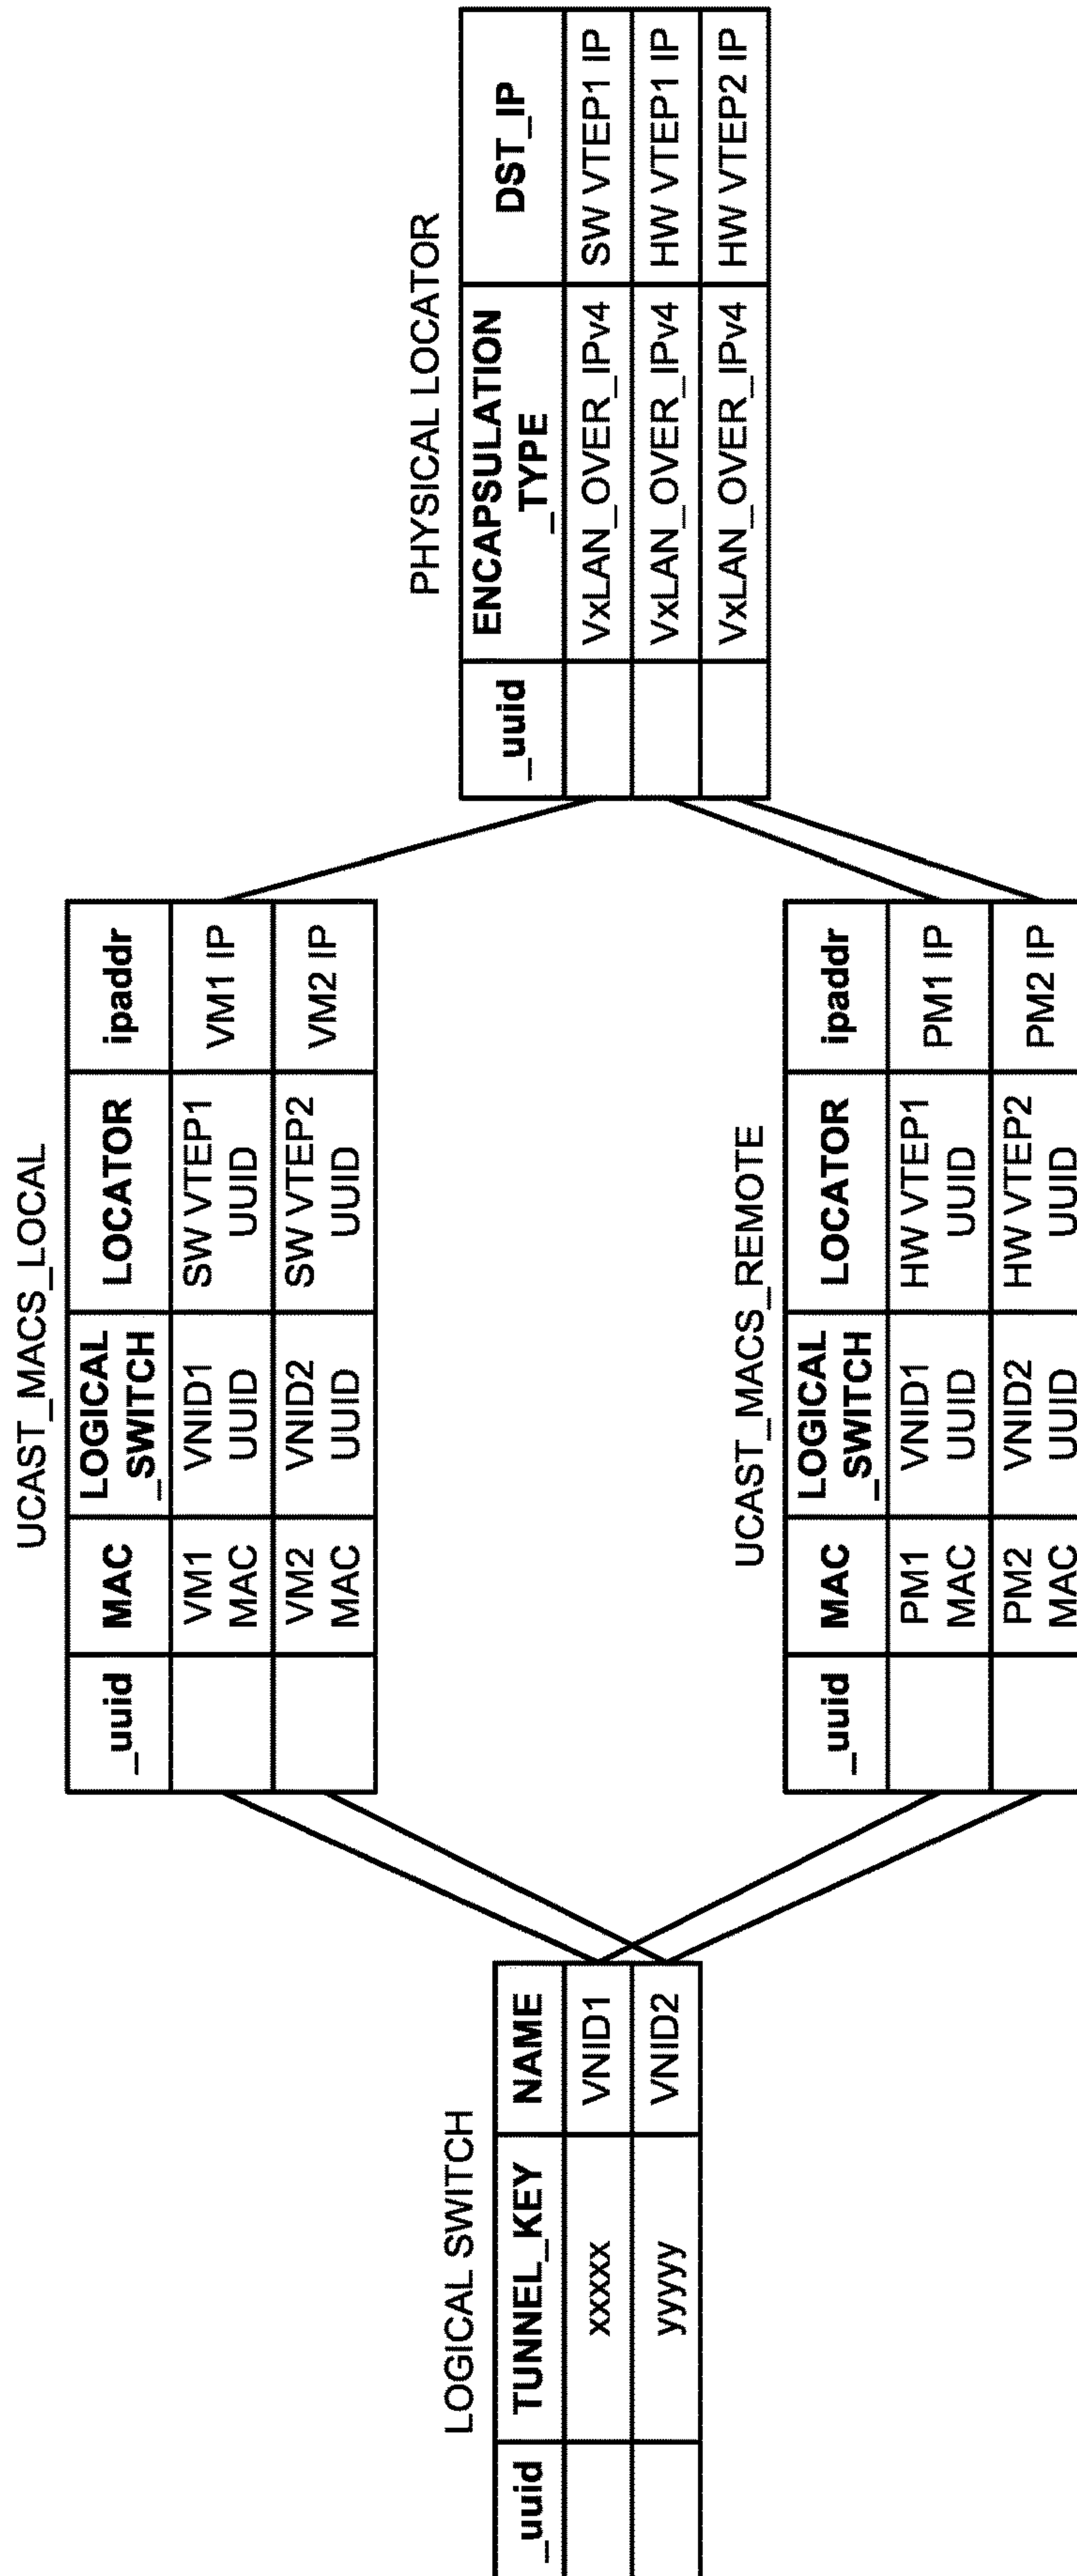 UCAST_MACS_LOCAL
_uuid MAC LOGICAL _SWITCH LOCATOR ipaddr
VM1 MAC VNID1 UUID SW VTEP1 UUID VM1 IP
VM2 MAC VNID2 UUID SW VTEP2 UUID VM2 IP
LOGICAL SWITCH
_uuid TUNNEL_KEY NAME
xxxxx VNID1
yyyyy VNID2
PHYSICAL LOCATOR
_uuid ENCAPSULATION _TYPE DST_IP
VxLAN_OVER_IPv4 SW VTEP1 IP
VxLAN_OVER_IPv4 HW VTEP1 IP
VxLAN_OVER_IPv4 HW VTEP2 IP
UCAST_MACS_REMOTE
_uuid MAC LOGICAL _SWITCH LOCATOR ipaddr
PM1 MAC VNID1 UUID HW VTEP1 UUID PM1 IP
PM2 MAC VNID2 UUID HW VTEP2 UUID PM2 IP